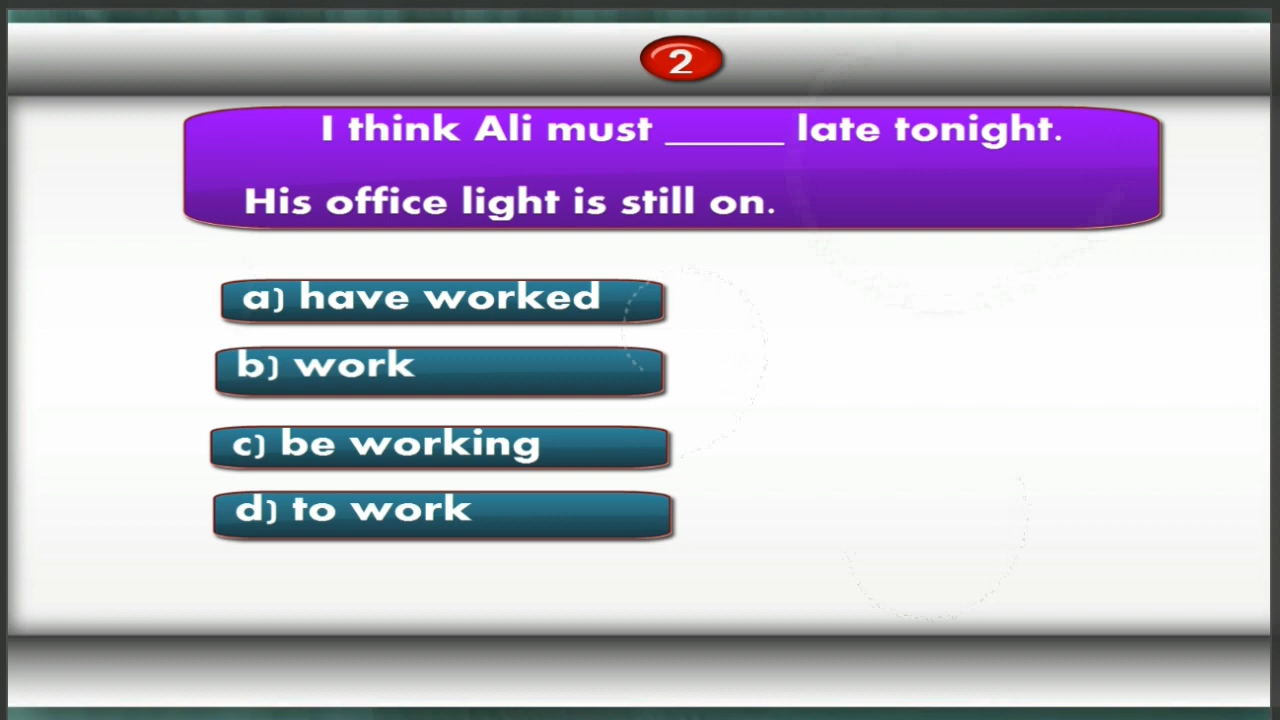 2
I think Ali must ______ late tonight.
His office light is still on.
a) have worked
b) work
c) be working
d) to work